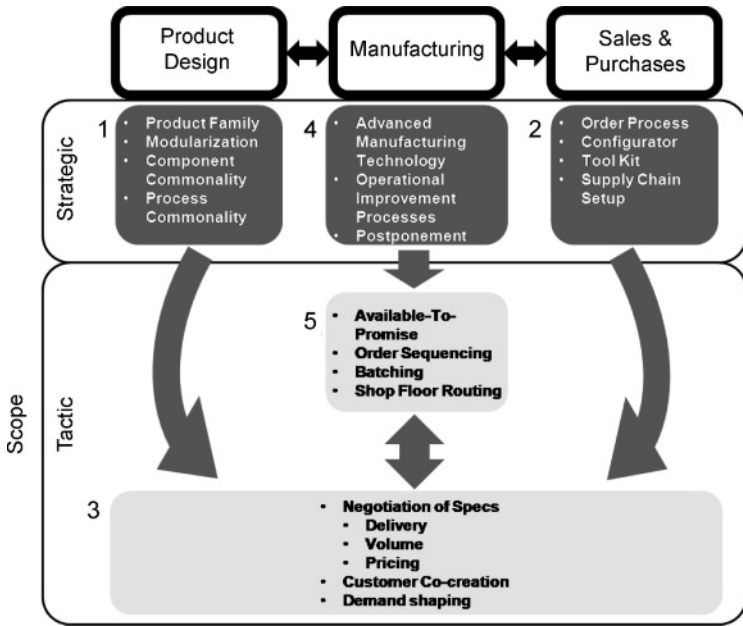 Product
Design
Manufacturing
Sales &
Purchases
Scope
Strategic
1
• Product Family
• Modularization
• Component
Commonality
• Process
Commonality
4
• Advanced
Manufacturing
Technology
• Operational
Improvement
Processes
• Postponement
2
• Order Process
• Configurator
• Tool Kit
• Supply Chain
Setup
Tactic
5
• Available-To-
Promise
• Order Sequencing
• Batching
• Shop Floor Routing
3
• Negotiation of Specs
• Delivery
• Volume
• Pricing
• Customer Co-creation
• Demand shaping